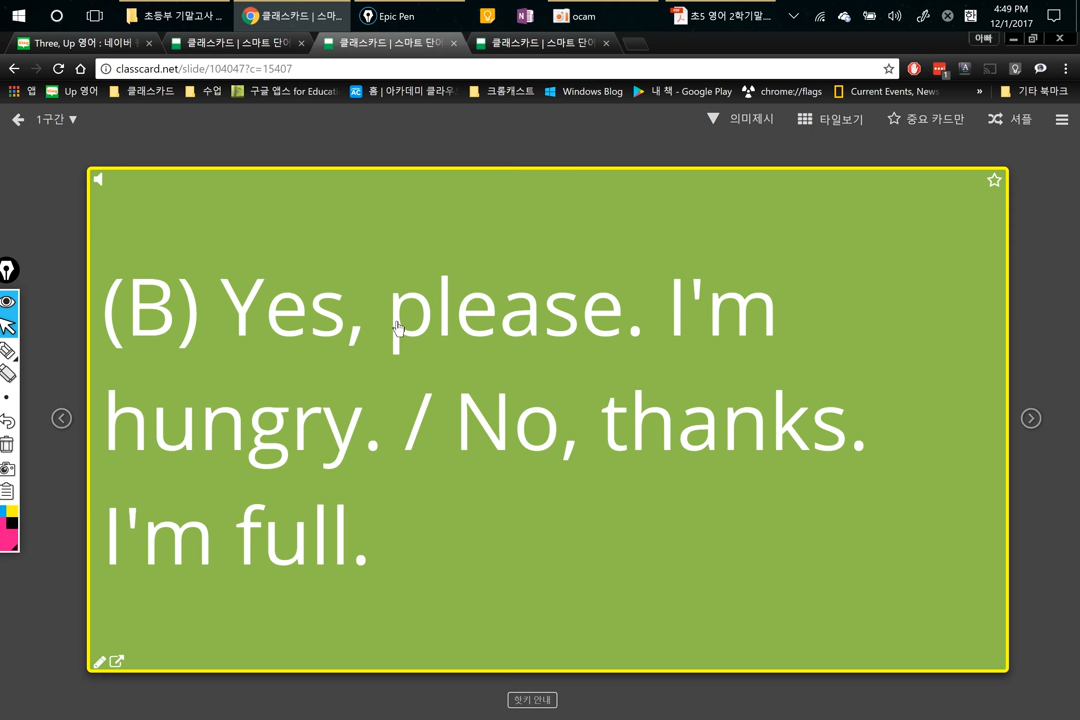 초등부 기말고사 ...
클래스카드 | 스마...
Epic Pen
ocam
초5 영어 2학기기말...
한
4:49 PM
12/1/2017
Three, Up 영어 : 네이버
클래스카드 | 스마트 단어
클래스카드 | 스마트 단어
클래스카드 | 스마트 단어
아빠
classcard.net/slide/104047?c=15407
앱
Up 영어
클래스카드
수업
구글 앱스 for Educati
홈 | 아카데미 클라우
크롬캐스트
Windows Blog
내 책 - Google Play
chrome://flags
Current Events, News
»
기타 북마크
1구간 ▼
의미제시
타일보기
중요 카드만
셔플
(B) Yes, please. I'm
hungry. / No, thanks.
I'm full.
핫키 안내